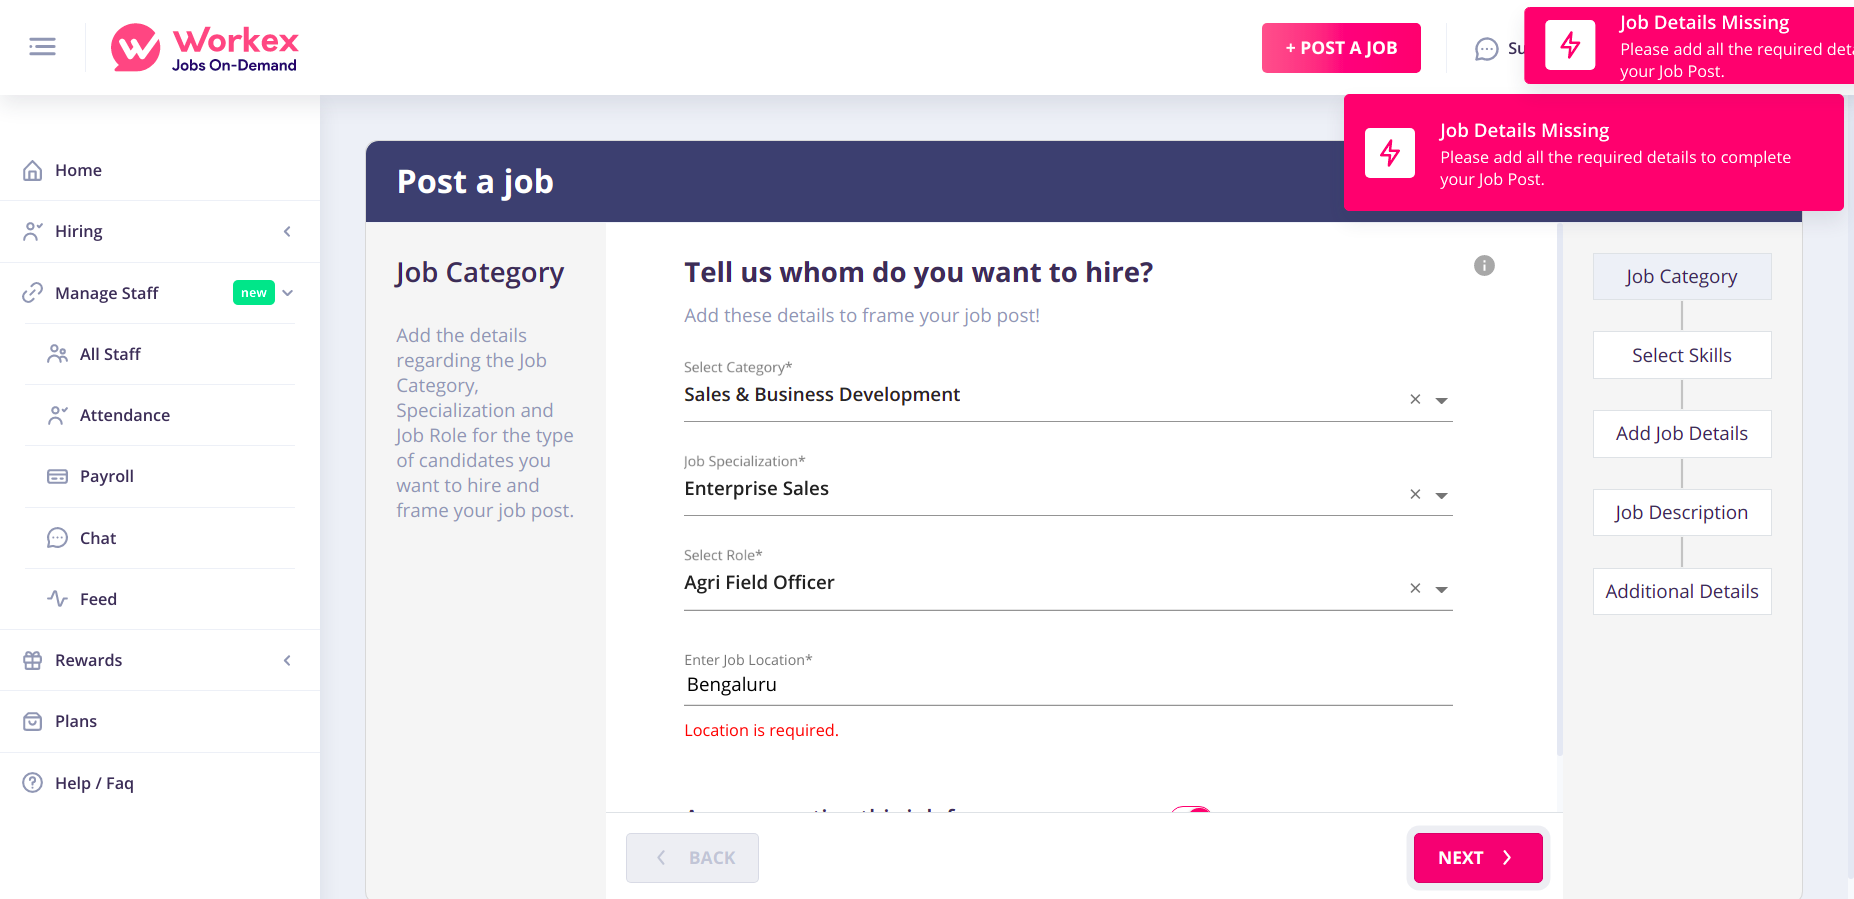 Workex
Jobs On-Demand
+ POST A JOB
Job Details Missing
Please add all the required
your Job Post.
Job Details Missing
Please add all the required details to complete
your Job Post.
Home
Hiring
Manage Staff
new
All Staff
Attendance
Payroll
Chat
Feed
Rewards
Plans
Help / Faq
Post a job
Job Category
Add the details
regarding the Job
Category,
Specialization and
Job Role for the type
of candidates you
want to hire and
frame your job post.
Tell us whom do you want to hire?
Add these details to frame your job post!
Select Category*
Sales & Business Development
Job Specialization*
Enterprise Sales
Select Role*
Agri Field Officer
Enter Job Location*
Bengaluru
Location is required.
BACK
NEXT
Job Category
Select Skills
Add Job Details
Job Description
Additional Details